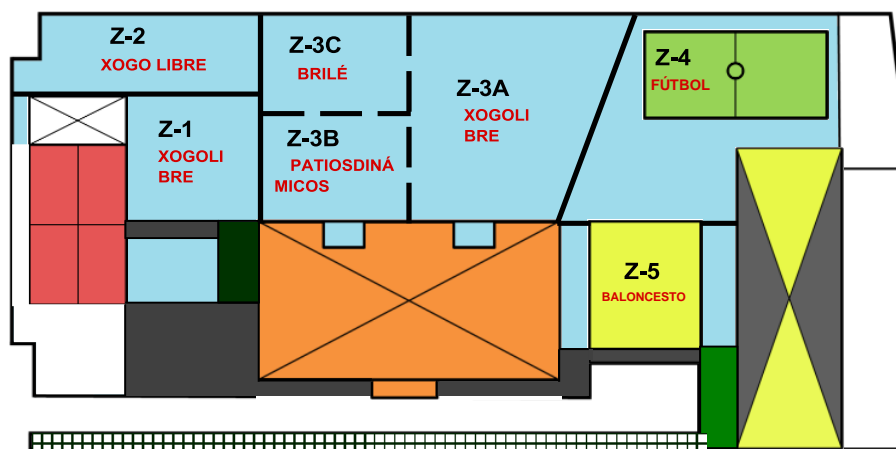 Z-2
XOGO LIBRE
Z-3C
BRILÉ
Z-3A
XOGOLI
BRE
Z-4
FÚTBOL
Z-1
XOGOLI
BRE
Z-3B
PATIOSDINÁ
MICOS
Z-5
BALONCESTO